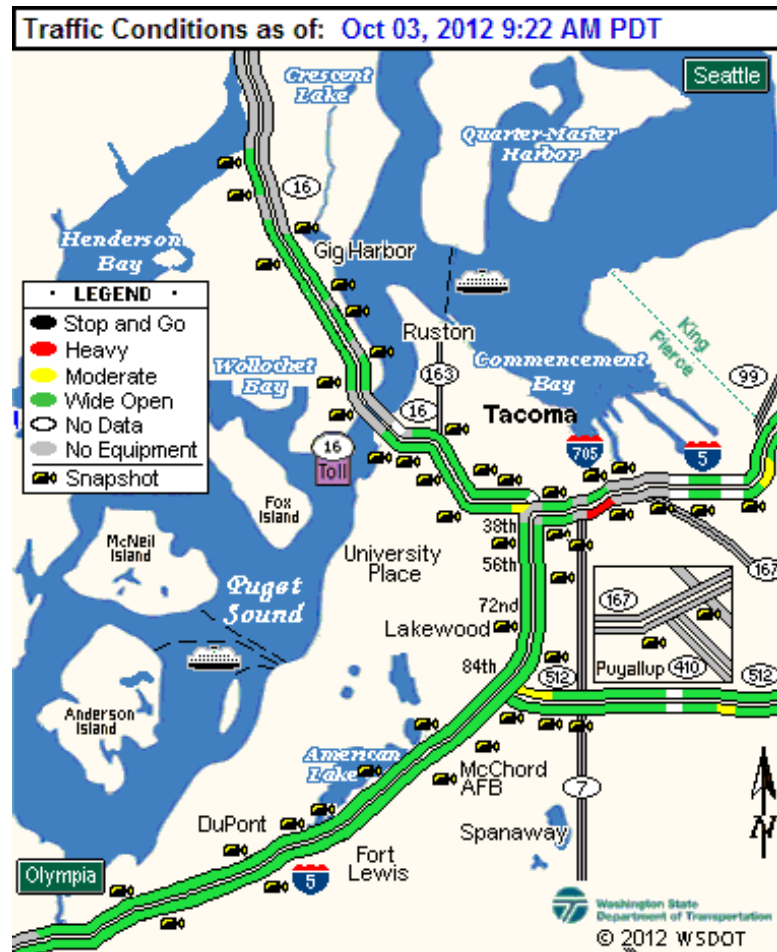 Traffic Conditions as of: Oct 03, 2012 9:22 AM PDT
Seattle
Crescent
Lake
Quarter-Master
Harbor
16
Henderson
Bay
Gig Harbor
· LEGEND ·
Stop and Go
Heavy
Moderate
Wide Open
No Data
No Equipment
Snapshot
King
Pierce
Ruston
Wollochet
Bay
163
Commencement
Bay
99
16
Tacoma
16
Toll
705
5
Fox
Island
McNeil
Island
38th
University
Place
56th
167
Puget
Sound
72nd
167
Lakewood
Puyallup 410
84th
512
512
Anderson
Island
American
Lake
McChord
AFB
7
DuPont
Spanaway
N
Fort
Lewis
Olympia
5
Washington State
Department of Transportation
© 2012 WSDOT